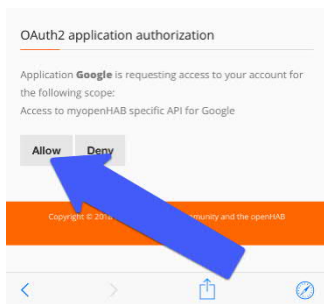 OAuth2 application authorization
Application Google is requesting access to your account for
the following scope:
Access to myopenHAB specific API for Google
Allow Deny
Copyright © and the openHAB